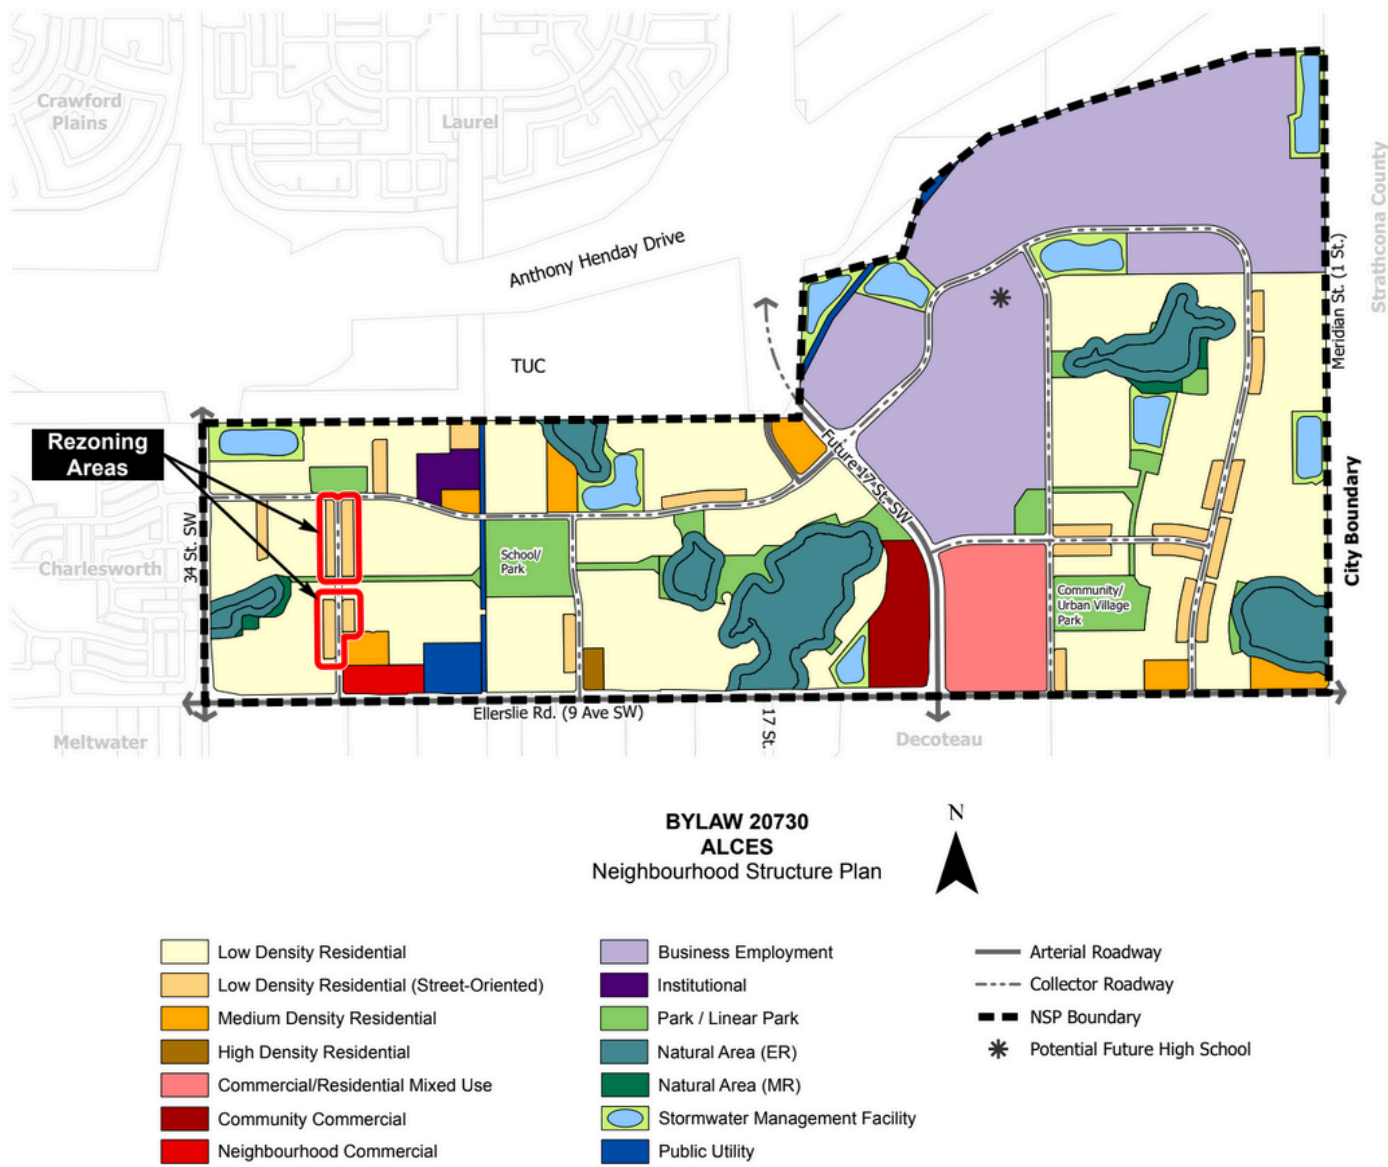 Crawford
Plains
Laurel
Strathcona County
Anthony Henday Drive
Meridian St. (1 St.)
TUC
Rezoning
Areas
Future 17 St. SW
34 St. SW
School/
Park
City Boundary
Charlesworth
Community/
Urban Village
Park
Ellerslie Rd. (9 Ave SW)
17 St.
Meltwater
Decoteau
BYLAW 20730
ALCES
Neighbourhood Structure Plan
N
Low Density Residential
Low Density Residential (Street-Oriented)
Medium Density Residential
High Density Residential
Commercial/Residential Mixed Use
Community Commercial
Neighbourhood Commercial
Business Employment
Institutional
Park / Linear Park
Natural Area (ER)
Natural Area (MR)
Stormwater Management Facility
Public Utility
Arterial Roadway
Collector Roadway
NSP Boundary
Potential Future High School